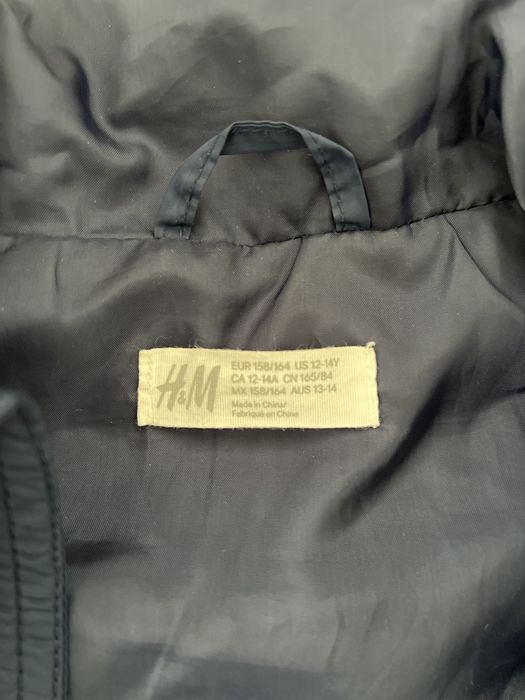 H&M
EUR 158/164 US 12-14Y
CA 12-14A CN 165/84
MX 158/164 AUS 13-14
Made in China/
Fabriqué en Chine